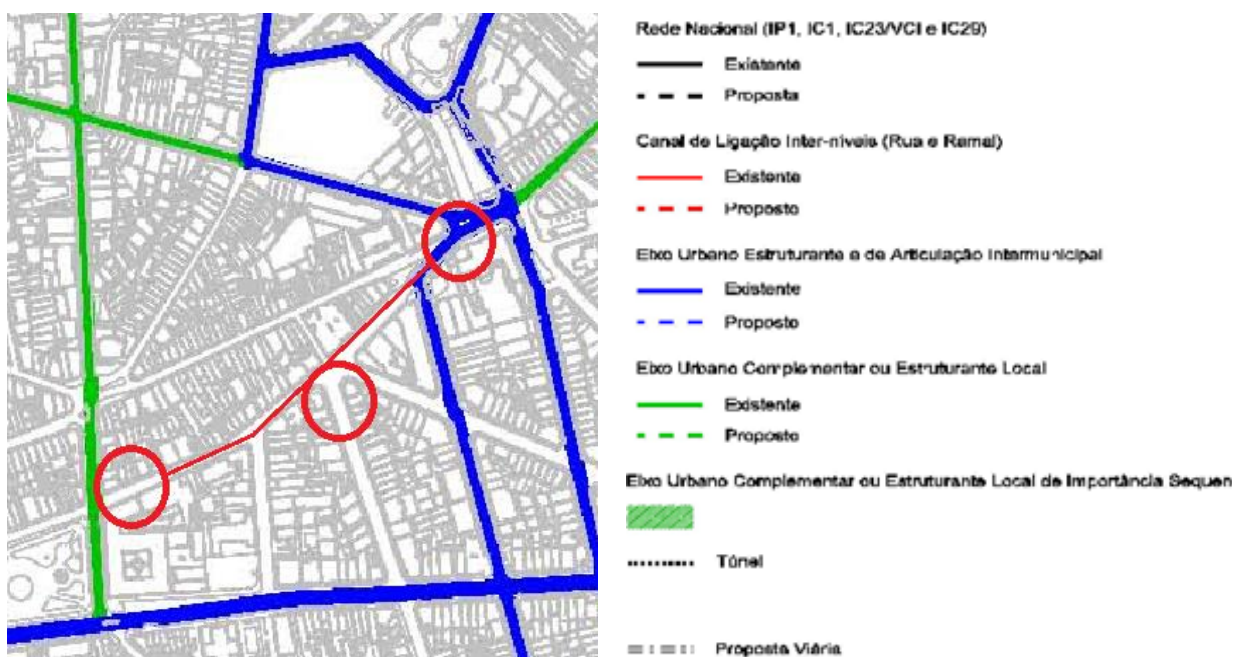 Rede Nacional (IP1, IC1, IC23/VCI e IC29)
Existente
Proposta
Canal de Ligação Inter-níveis (Rua e Ramal)
Existente
Proposto
Eixo Urbano Estruturante e de Articulação Intermunicipal
Existente
Proposto
Eixo Urbano Complementar ou Estruturante Local
Existente
Proposto
Eixo Urbano Complementar ou Estruturante Local de Importância Sequen
Túnel
Proposta Viária